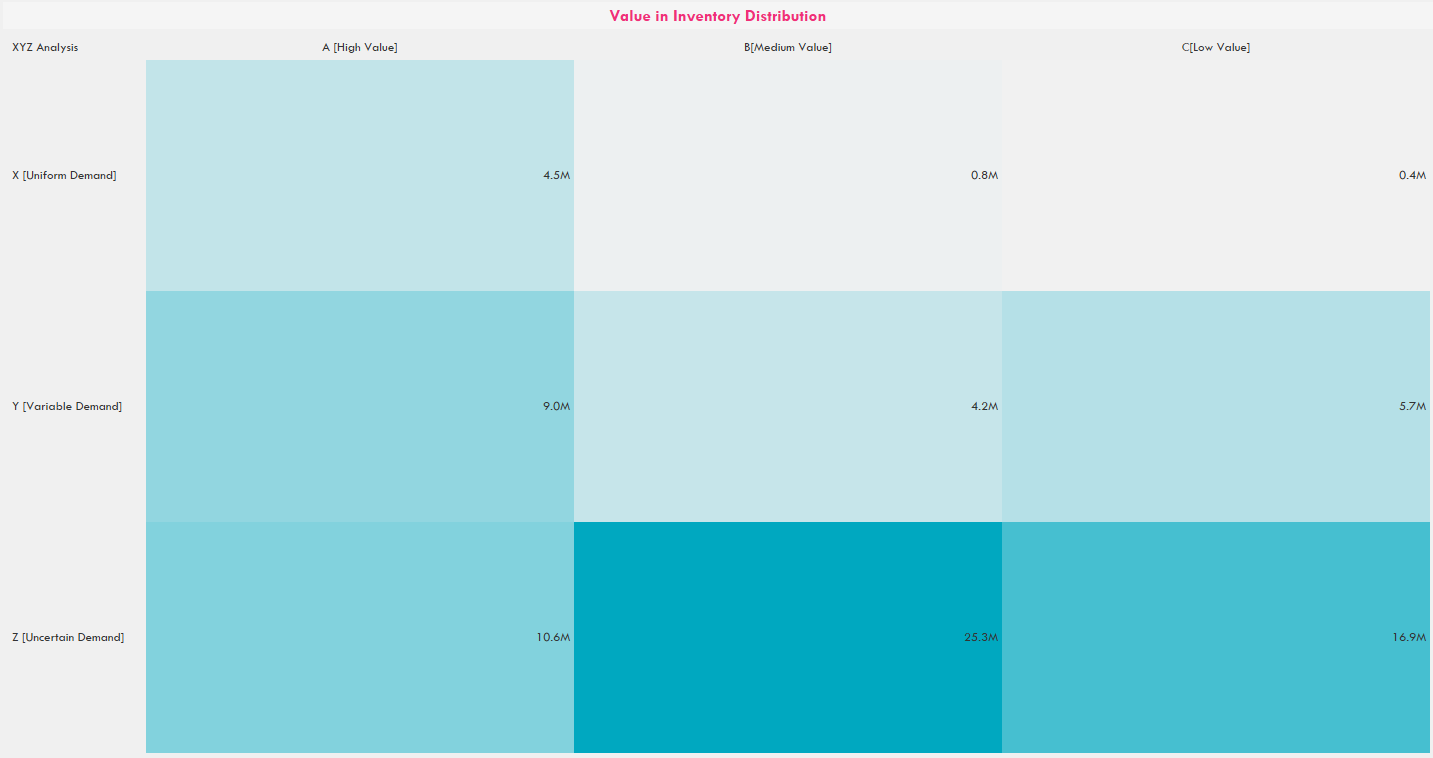 Value in Inventory Distribution
XYZ Analysis A [High Value] B[Medium Value] C[Low Value]
X [Uniform Demand] 4.5M 0.8M 0.4M
Y [Variable Demand] 9.0M 4.2M 5.7M
Z [Uncertain Demand] 10.6M 25.3M 16.9M